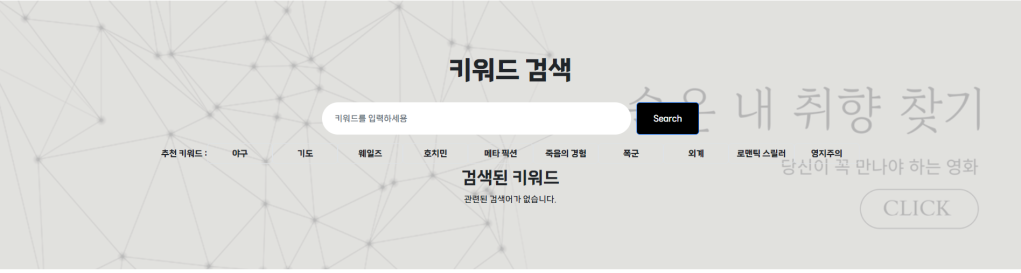 키워드 검색
키워드를 입력하세욤
Search
추천 키워드 : 야구 기도 웨일즈 호치민 메타 픽션 죽음의 경험 폭군 외계 로맨틱 스릴러 영지주의
검색된 키워드
관련된 검색어가 없습니다.
은 내 취향 찾기
당신이 꼭 만나야 하는 영화
CLICK